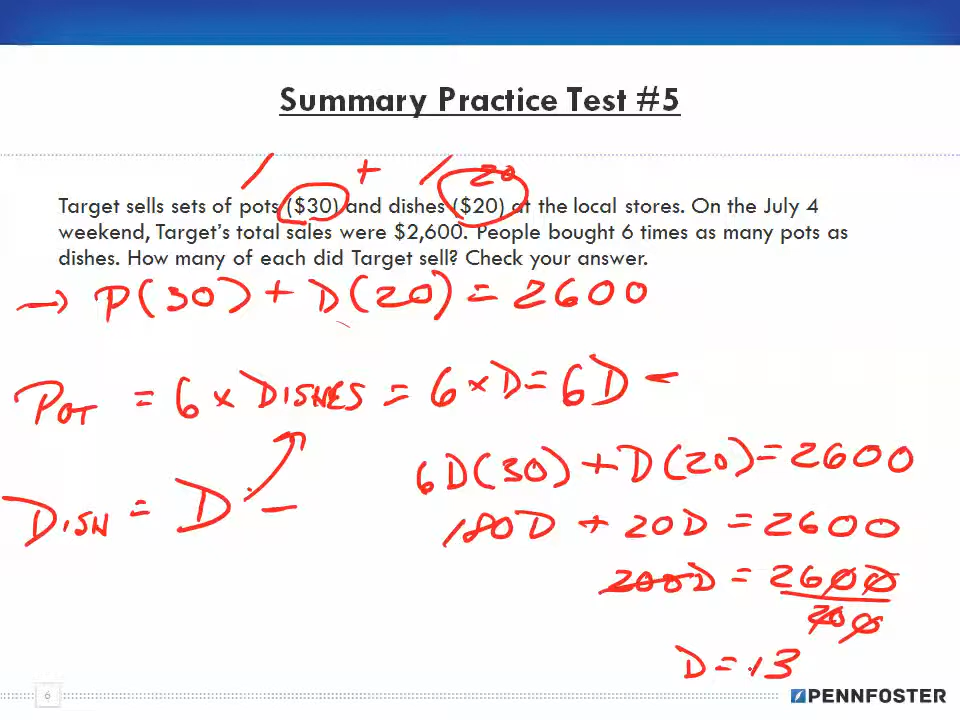 Summary Practice Test #5
+ 20
Target sells sets of pots ($30) and dishes ($20) at the local stores. On the July 4
weekend, Target's total sales were $2,600. People bought 6 times as many pots as
dishes. How many of each did Target sell? Check your answer.
→ P(30) + D(20) = 2600
POT = 6 x DISHES = 6 x D = 6D -
6D(30) + D(20) = 2600
DISH = D -
180D + 20D = 2600
200D = 2600
200
D = 13
6
PENNFOSTER